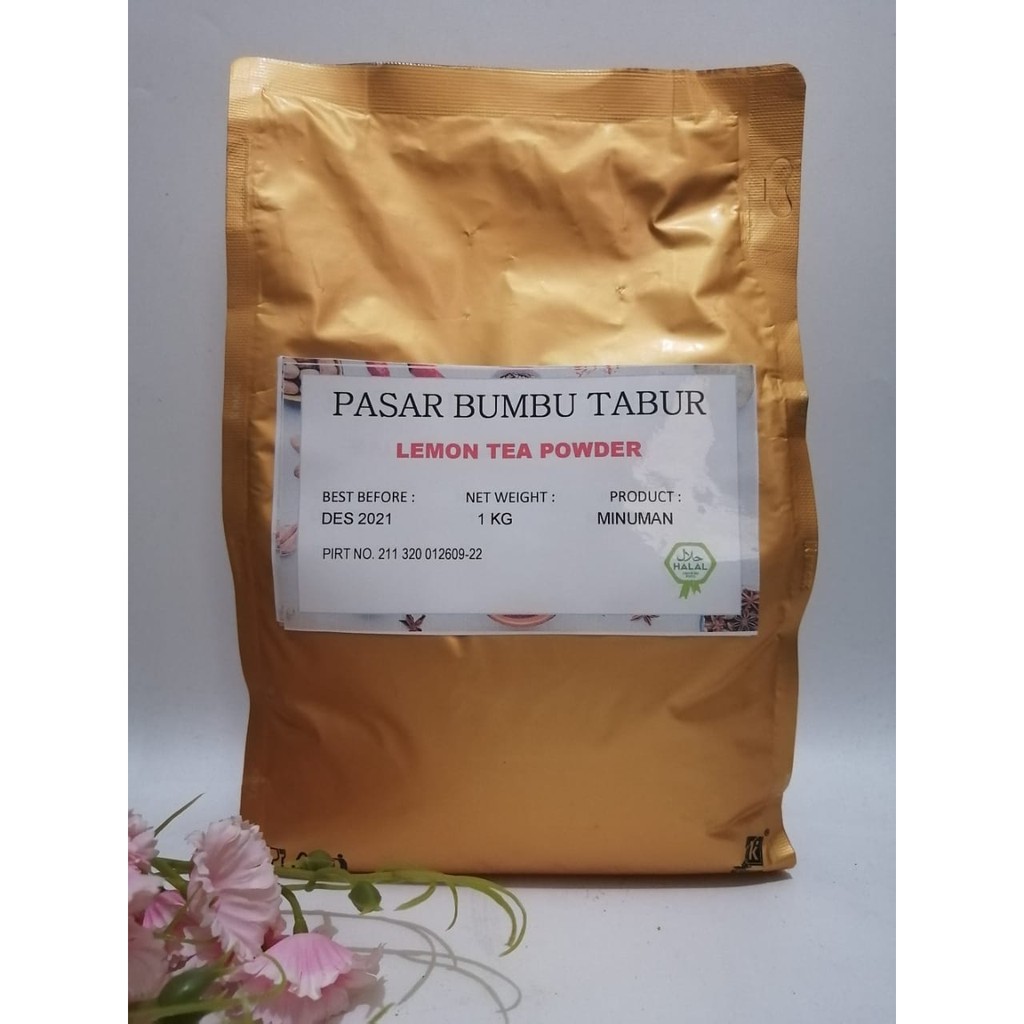 PASAR BUMBU TABUR
LEMON TEA POWDER
BEST BEFORE : NET WEIGHT : PRODUCT :
DES 2021 1 KG MINUMAN
PIRT NO. 211 320 012609-22
حلال
HALAL